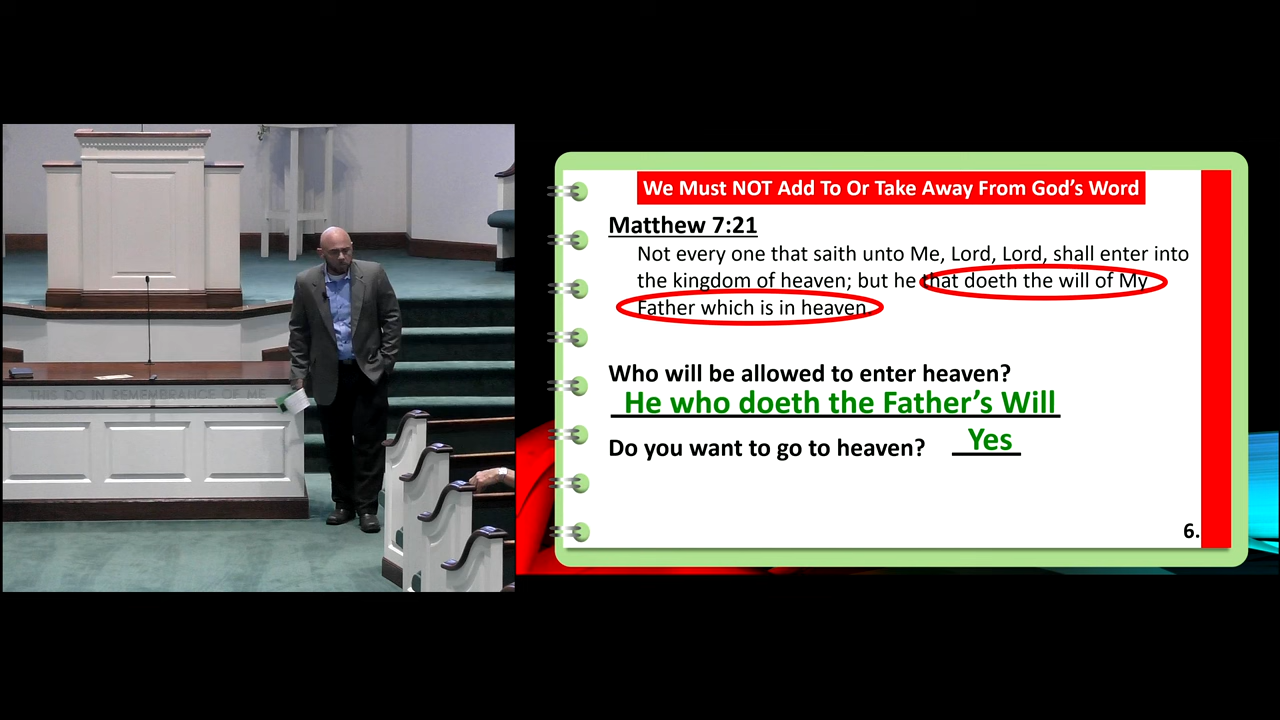 THIS DO IN REMEMBRANCE OF ME
We Must NOT Add To Or Take Away From God's Word
Matthew 7:21
Not every one that saith unto Me, Lord, Lord, shall enter into
the kingdom of heaven; but he that doeth the will of My
Father which is in heaven.
Who will be allowed to enter heaven?
He who doeth the Father's Will
Do you want to go to heaven? Yes
6.